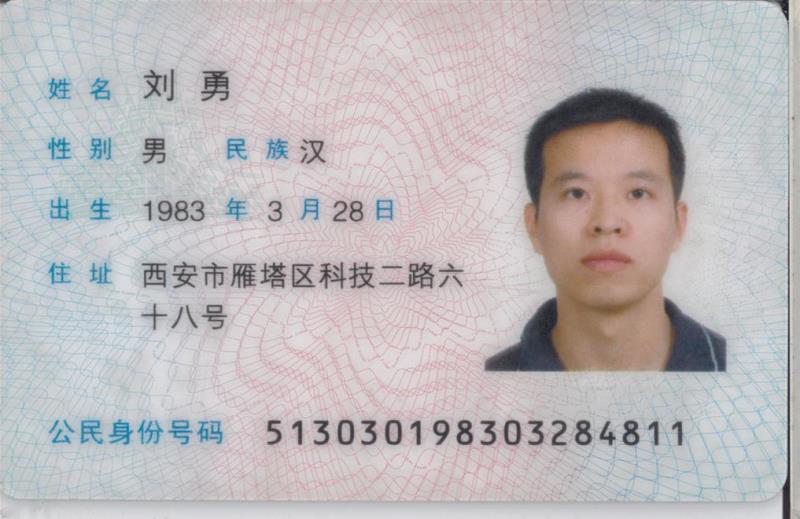 姓名 刘勇
性别 男 民族 汉
出生 1983 年 3 月 28 日
住址 西安市雁塔区科技二路六
十八号
公民身份号码 513030198303284811